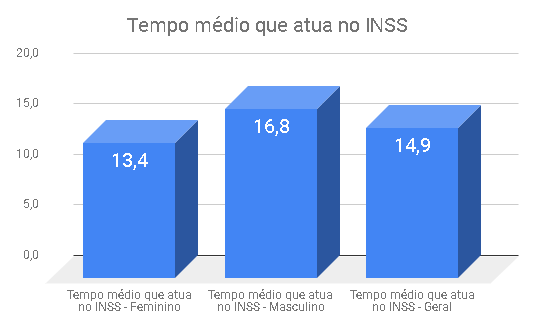 Tempo médio que atua no INSS
20,0
15,0
10,0
5,0
0,0
13,4
16,8
14,9
Tempo médio que atua
no INSS - Feminino
Tempo médio que atua
no INSS - Masculino
Tempo médio que atua
no INSS - Geral